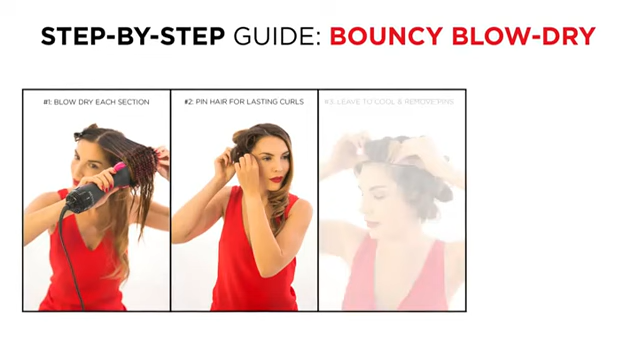 STEP-BY-STEP GUIDE: BOUNCY BLOW-DRY
#1: BLOW DRY EACH SECTION
#2: PIN HAIR FOR LASTING CURLS
#3: LEAVE TO COOL & REMOVE PINS